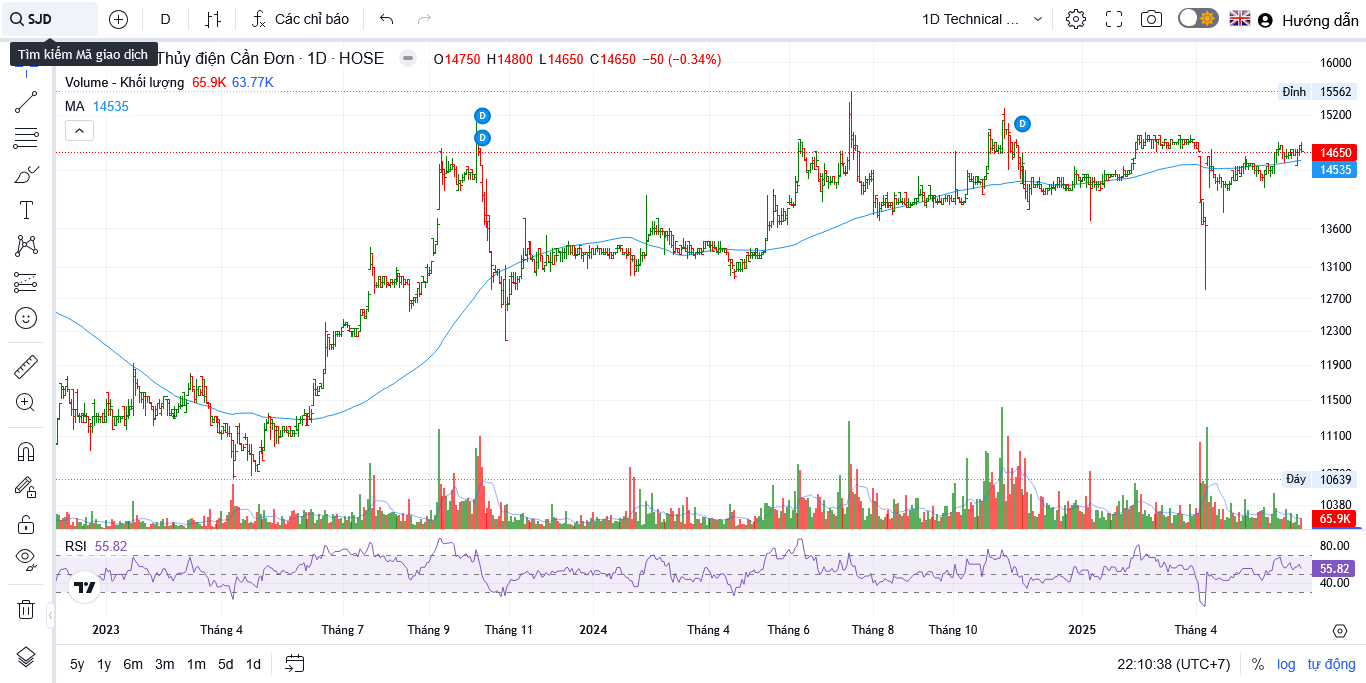 SJD
D
Các chỉ báo
1D Technical ...
Hướng dẫn
Tìm kiếm Mã giao dịch
Thủy điện Cần Đơn · 1D · HOSE
O14750 H14800 L14650 C14650 −50 (−0.34%)
Volume - Khối lượng 65.9K 63.77K
MA 14535
16000
Đỉnh 15562
15200
14650
14535
13600
13100
12700
12300
11900
11500
11100
Đáy 10639
10380
65.9K
D
D
D
RSI 55.82
80.00
55.82
40.00
2023 Tháng 4 Tháng 7 Tháng 9 Tháng 11 2024 Tháng 4 Tháng 6 Tháng 8 Tháng 10 2025 Tháng 4
5y 1y 6m 3m 1m 5d 1d
22:10:38 (UTC+7) % log tự động